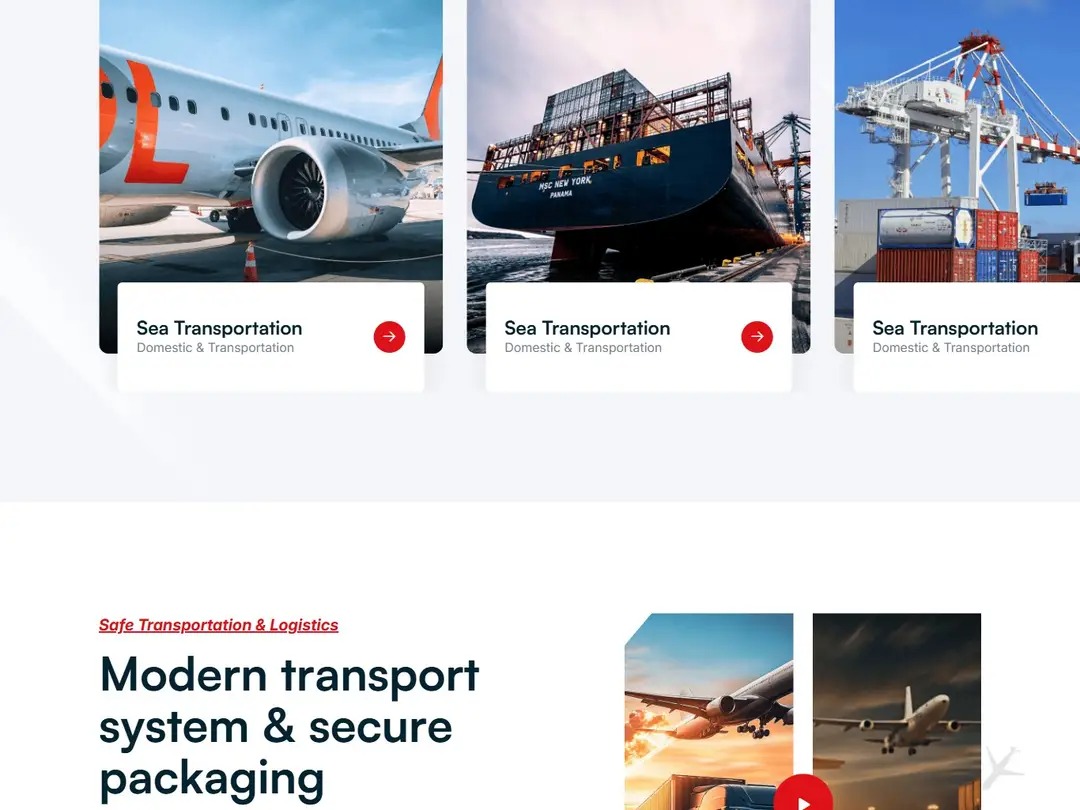 OL
MSC NEW YORK
PANAMA
Sea Transportation
Domestic & Transportation
Sea Transportation
Domestic & Transportation
Sea Transportation
Domestic & Transportation
Safe Transportation & Logistics
Modern transport
system & secure
packaging